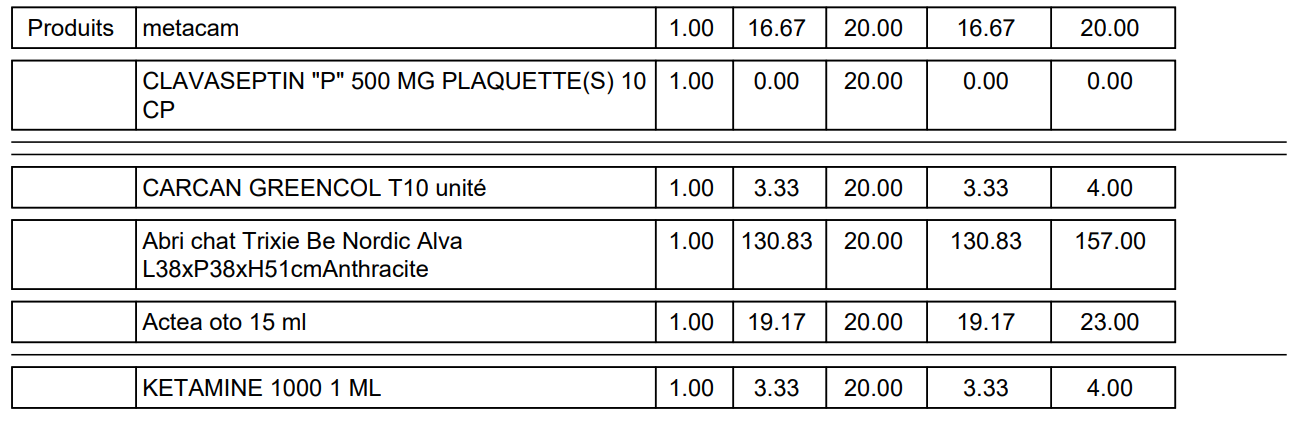 Produits metacam 1.00 16.67 20.00 16.67 20.00
CLAVASEPTIN "P" 500 MG PLAQUETTE(S) 10 1.00 0.00 20.00 0.00 0.00
CP
CARCAN GREENCOL T10 unité 1.00 3.33 20.00 3.33 4.00
Abri chat Trixie Be Nordic Alva 1.00 130.83 20.00 130.83 157.00
L38xP38xH51cmAnthracite
Actea oto 15 ml 1.00 19.17 20.00 19.17 23.00
KETAMINE 1000 1 ML 1.00 3.33 20.00 3.33 4.00